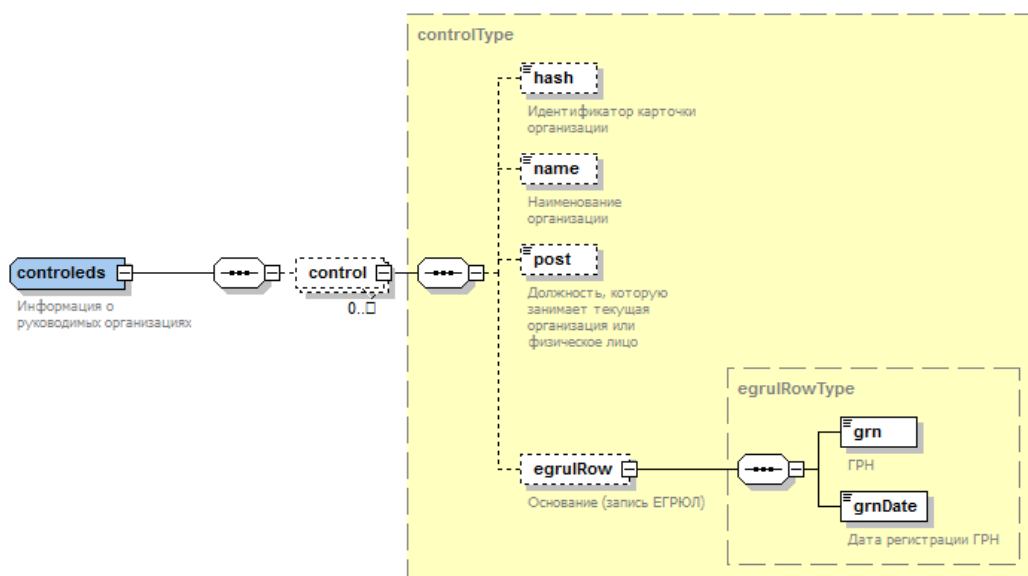 controlType
hash
Идентификатор карточки
организации
name
Наименование
организации
controleds
Информация о
руководимых организациях
control
0..□
post
Должность, которую
занимает текущая
организация или
физическое лицо
egrulRowType
grn
ГРН
egrulRow
Основание (запись ЕГРЮЛ)
grnDate
Дата регистрации ГРН